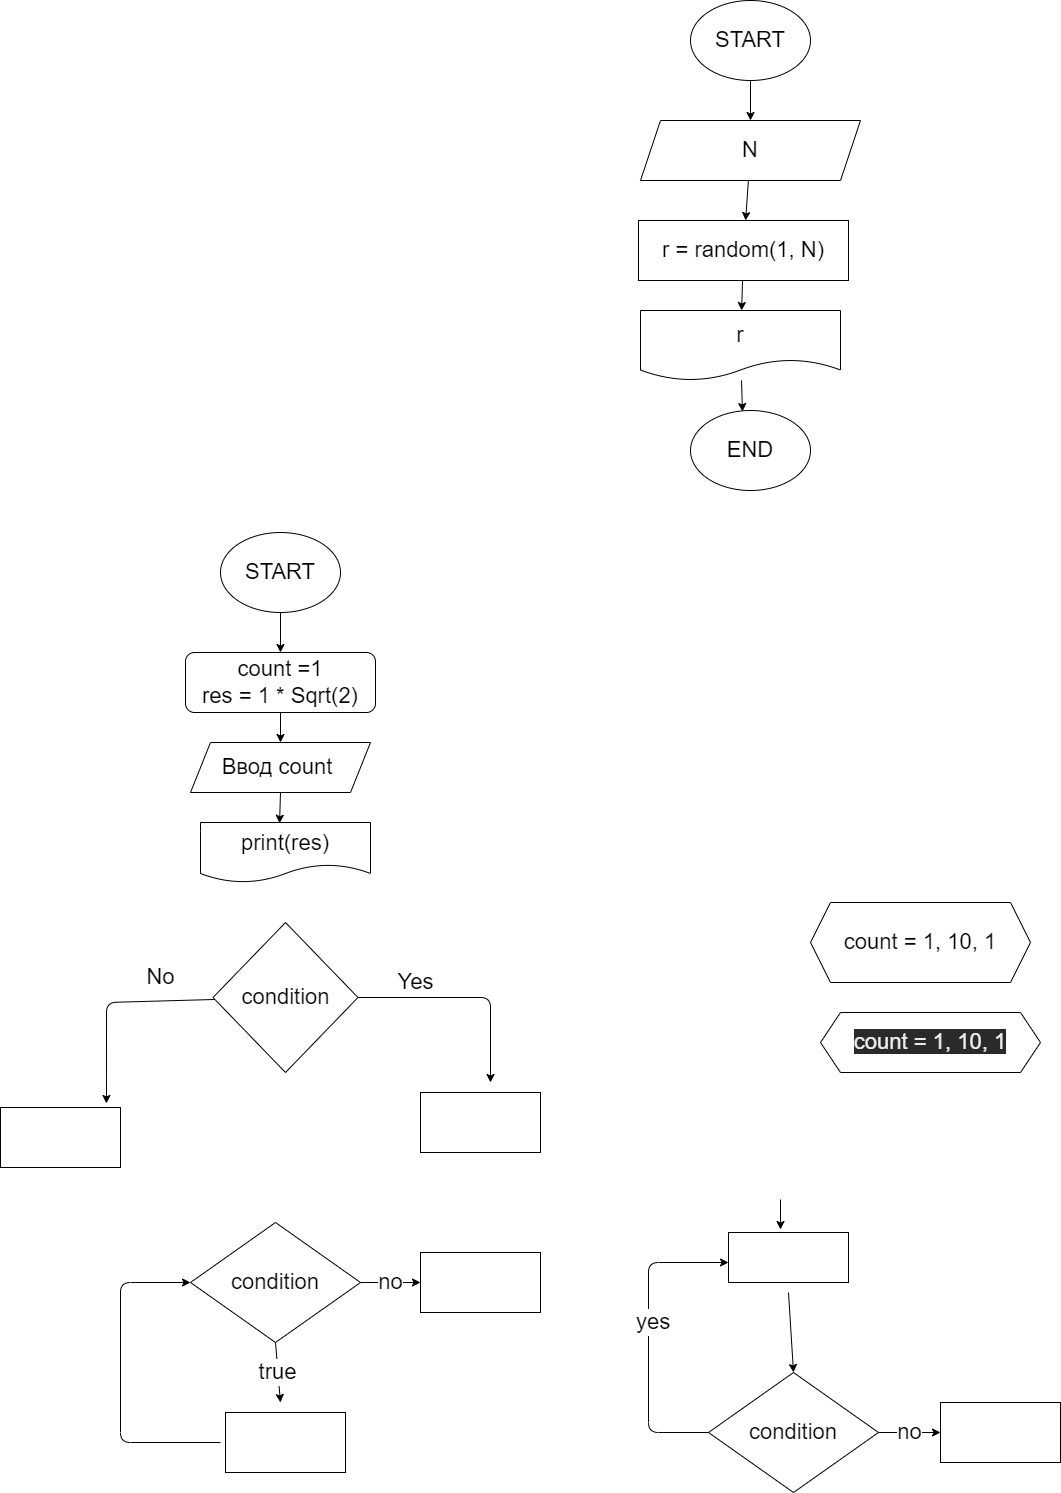 START
N
r = random(1, N)
r
END
START
count =1
res = 1 * Sqrt(2)
Ввод count
print(res)
count = 1, 10, 1
No
condition
Yes
count = 1, 10, 1
condition
no
true
yes
condition
no